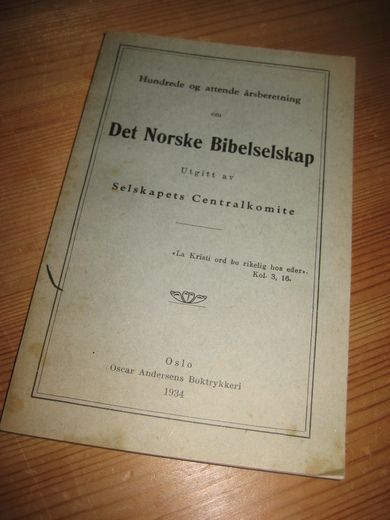 Hundrede og attende årsberetning
om
Det Norske Bibelselskap
Utgitt av
Selskapets Centralkomite
«La Kristi ord bo rikelig hos eder».
Kol. 3, 16.
Oslo
Oscar Andersens Boktrykkeri
1934